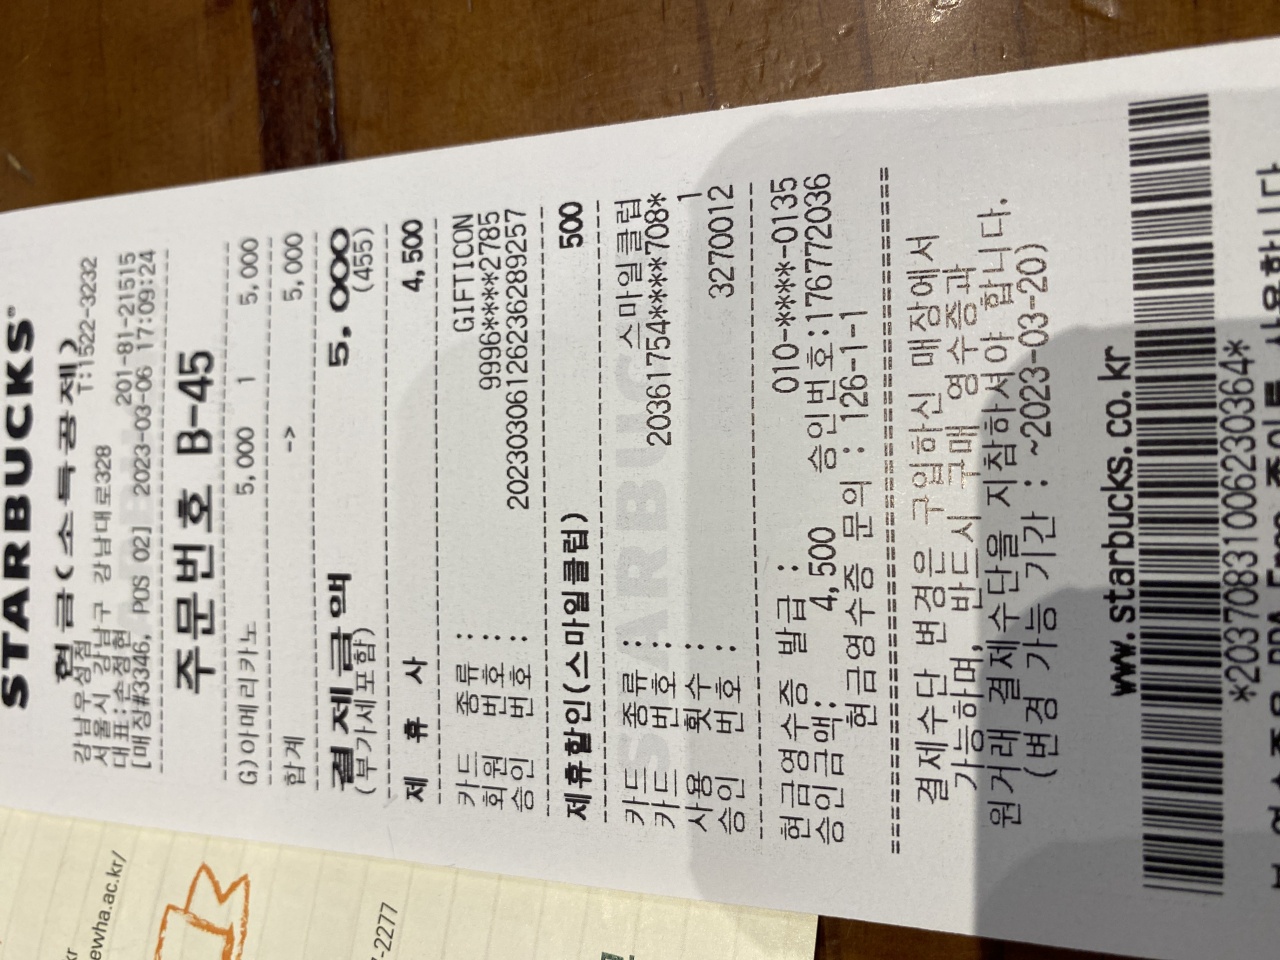 STARBUCKS
현금(소득공제)
강남우성점 T:1522-3232
서울시 강남구 강남대로328
대표:손정현 201-81-21515
[매장#3346, POS 02] 2023-03-06 17:09:24
주문번호 B-45
G)아메리카노 5,000 1 5,000
합계 -> 5,000
결제금액 5,000
(부가세포함) (455)
제 휴 사 4,500
카드 종류 : GIFTICON
회원 번호 : 9996****2785
승인 번호 : 20230306126236289257
제휴할인(스마일클럽) 500
카드 종류 : 스마일클럽
카드 번호 : 20361754****708*
사용 횟수 : 1
승인 번호 : 3270012
현금영수증 발급 : 010-****-0135
승인금액: 4,500 승인번호:176772036
현금영수증 문의 : 126-1-1
결제수단 변경은 구입하신 매장에서
가능하며, 반드시 구매 영수증과
원거래 결제수단을 지참하셔야 합니다.
(변경 가능 기간 : ~2023-03-20)
www.starbucks.co.kr
*20370831006230364*
ewha.ac.kr/
-2277